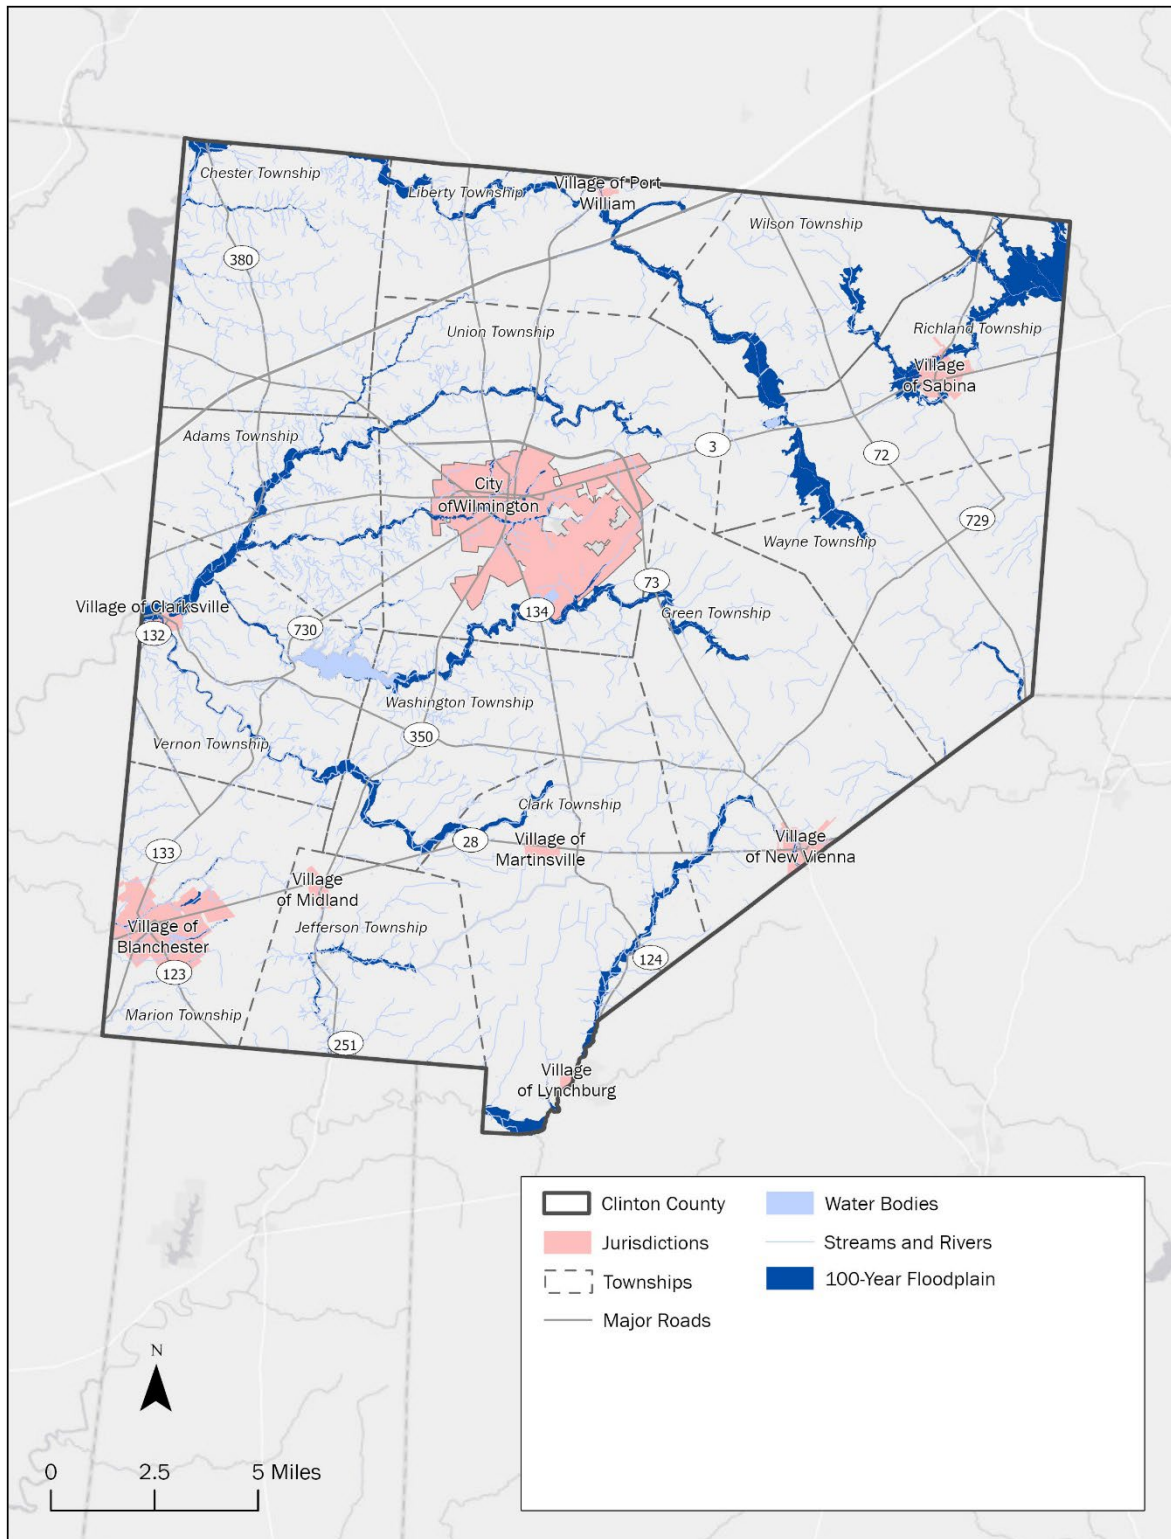 Chester Township
Liberty Township
Village of Port
William
Wilson Township
380
Union Township
Richland Township
Village
of Sabina
Adams Township
3
72
City
ofWilmington
729
Wayne Township
73
Village of Clarksville
134
Green Township
132
730
Washington Township
350
Vernon Township
Clark Township
28
Village of
Martinsville
Village
of New Vienna
133
Village
of Midland
Village of
Blanchester
Jefferson Township
123
124
Marion Township
251
Village
of Lynchburg
Clinton County
Jurisdictions
Townships
Major Roads
Water Bodies
Streams and Rivers
100-Year Floodplain
N
0 2.5 5 Miles